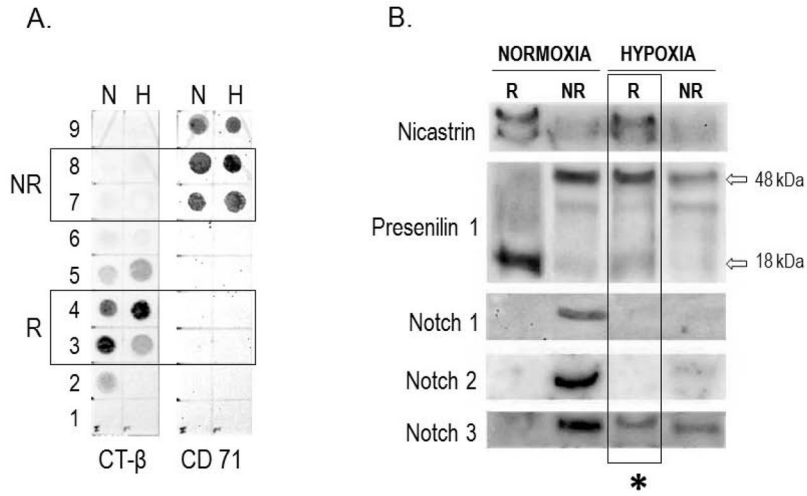 A.
N H N H
9
8
NR
7
6
5
4
R
3
2
1
CT-β CD 71
B.
NORMOXIA HYPOXIA
R NR R NR
Nicastrin
Presenilin 1
48 kDa
18 kDa
Notch 1
Notch 2
Notch 3
*